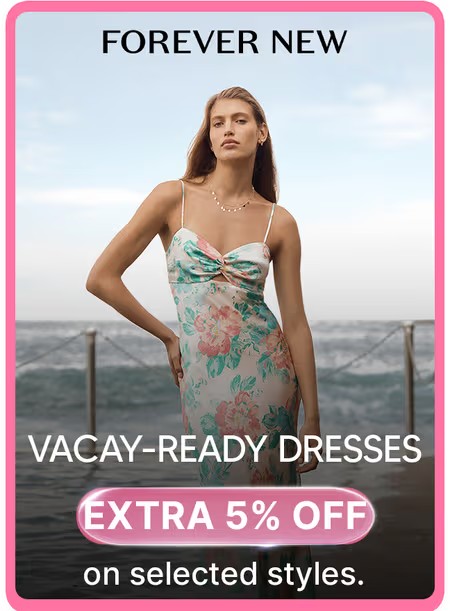 FOREVER NEW
VACAY-READY DRESSES
EXTRA 5% OFF
on selected styles.